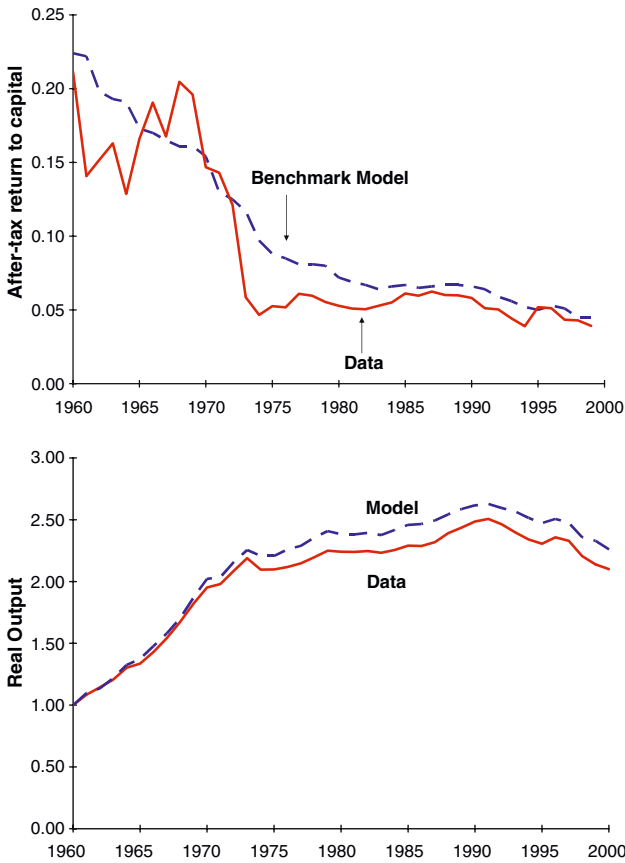 0.25
0.20
0.15
0.10
0.05
0.00
After-tax return to capital
Benchmark Model
Data
1960 1965 1970 1975 1980 1985 1990 1995 2000
3.00
2.50
2.00
1.50
1.00
0.50
0.00
Real Output
Model
Data
1960 1965 1970 1975 1980 1985 1990 1995 2000